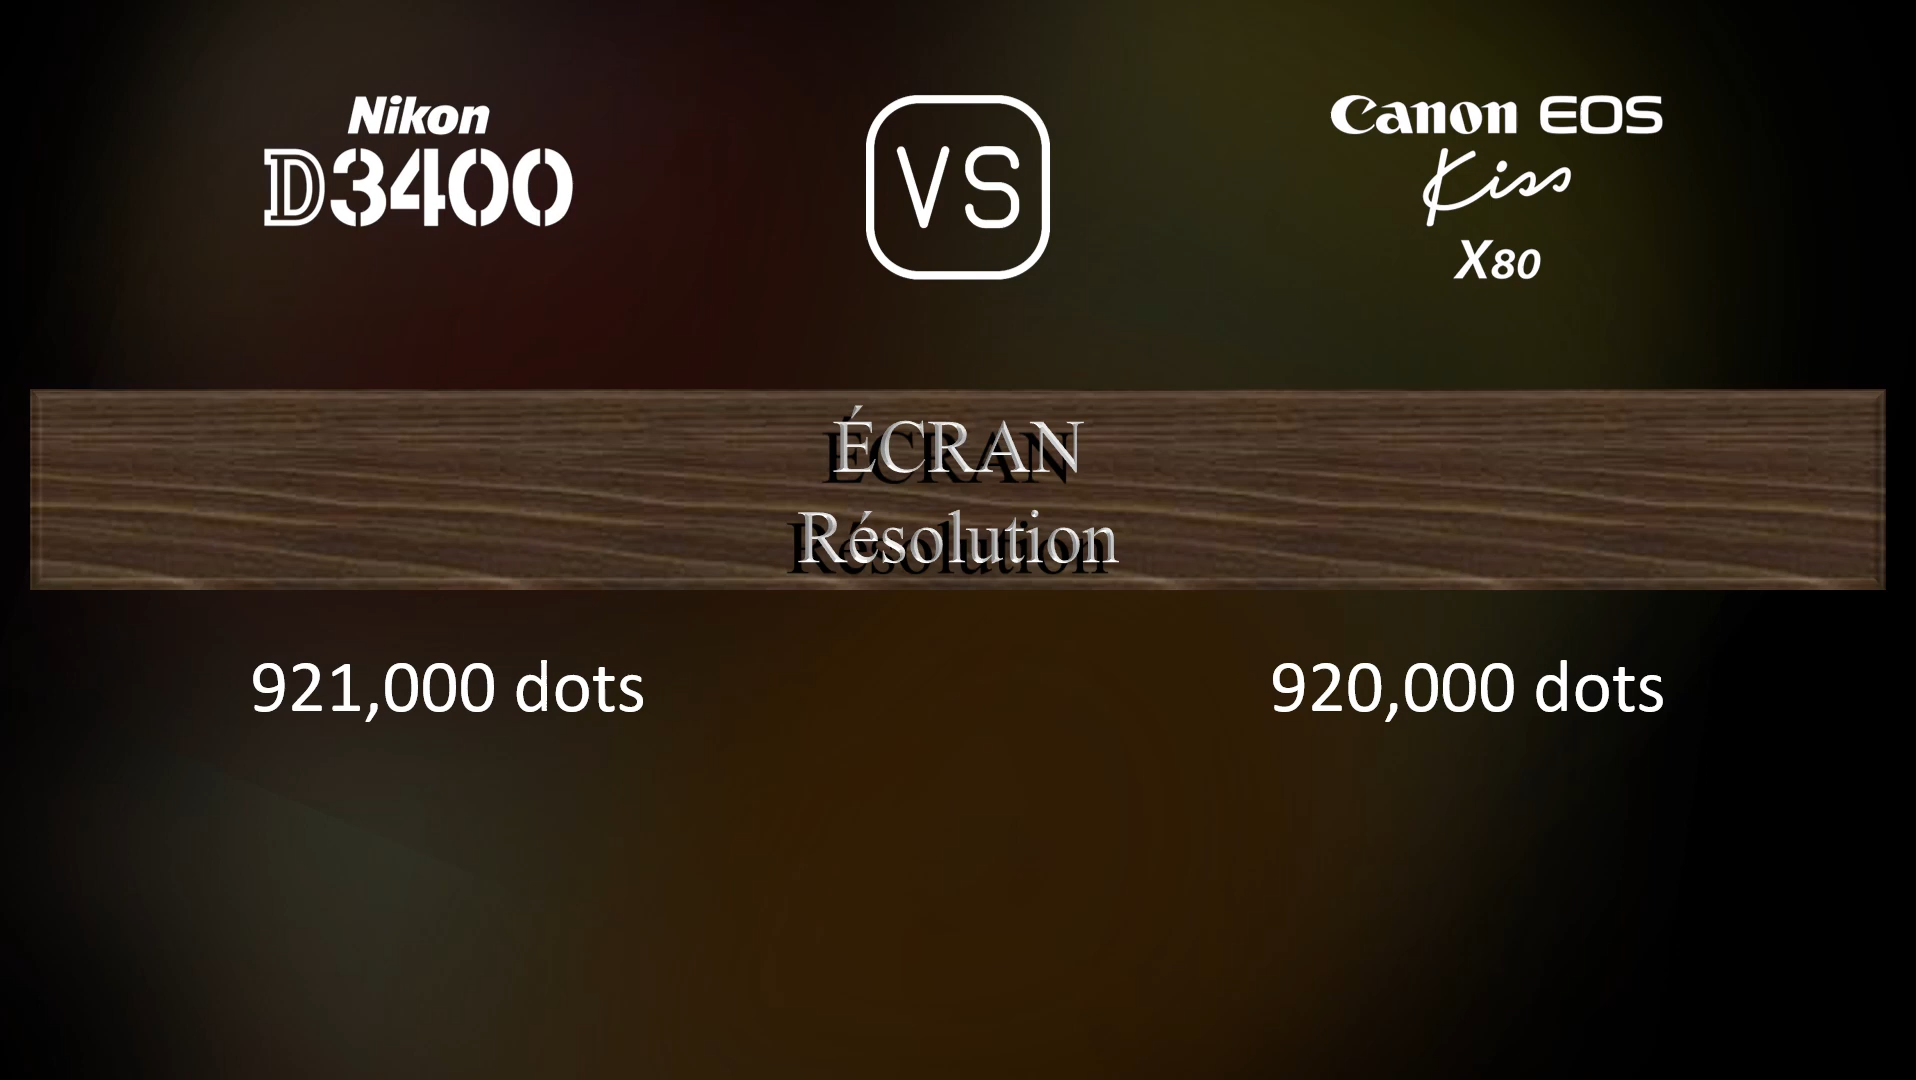 Nikon
D3400
VS
Canon EOS
Kiss
X80
ÉCRAN
Résolution
921,000 dots
920,000 dots